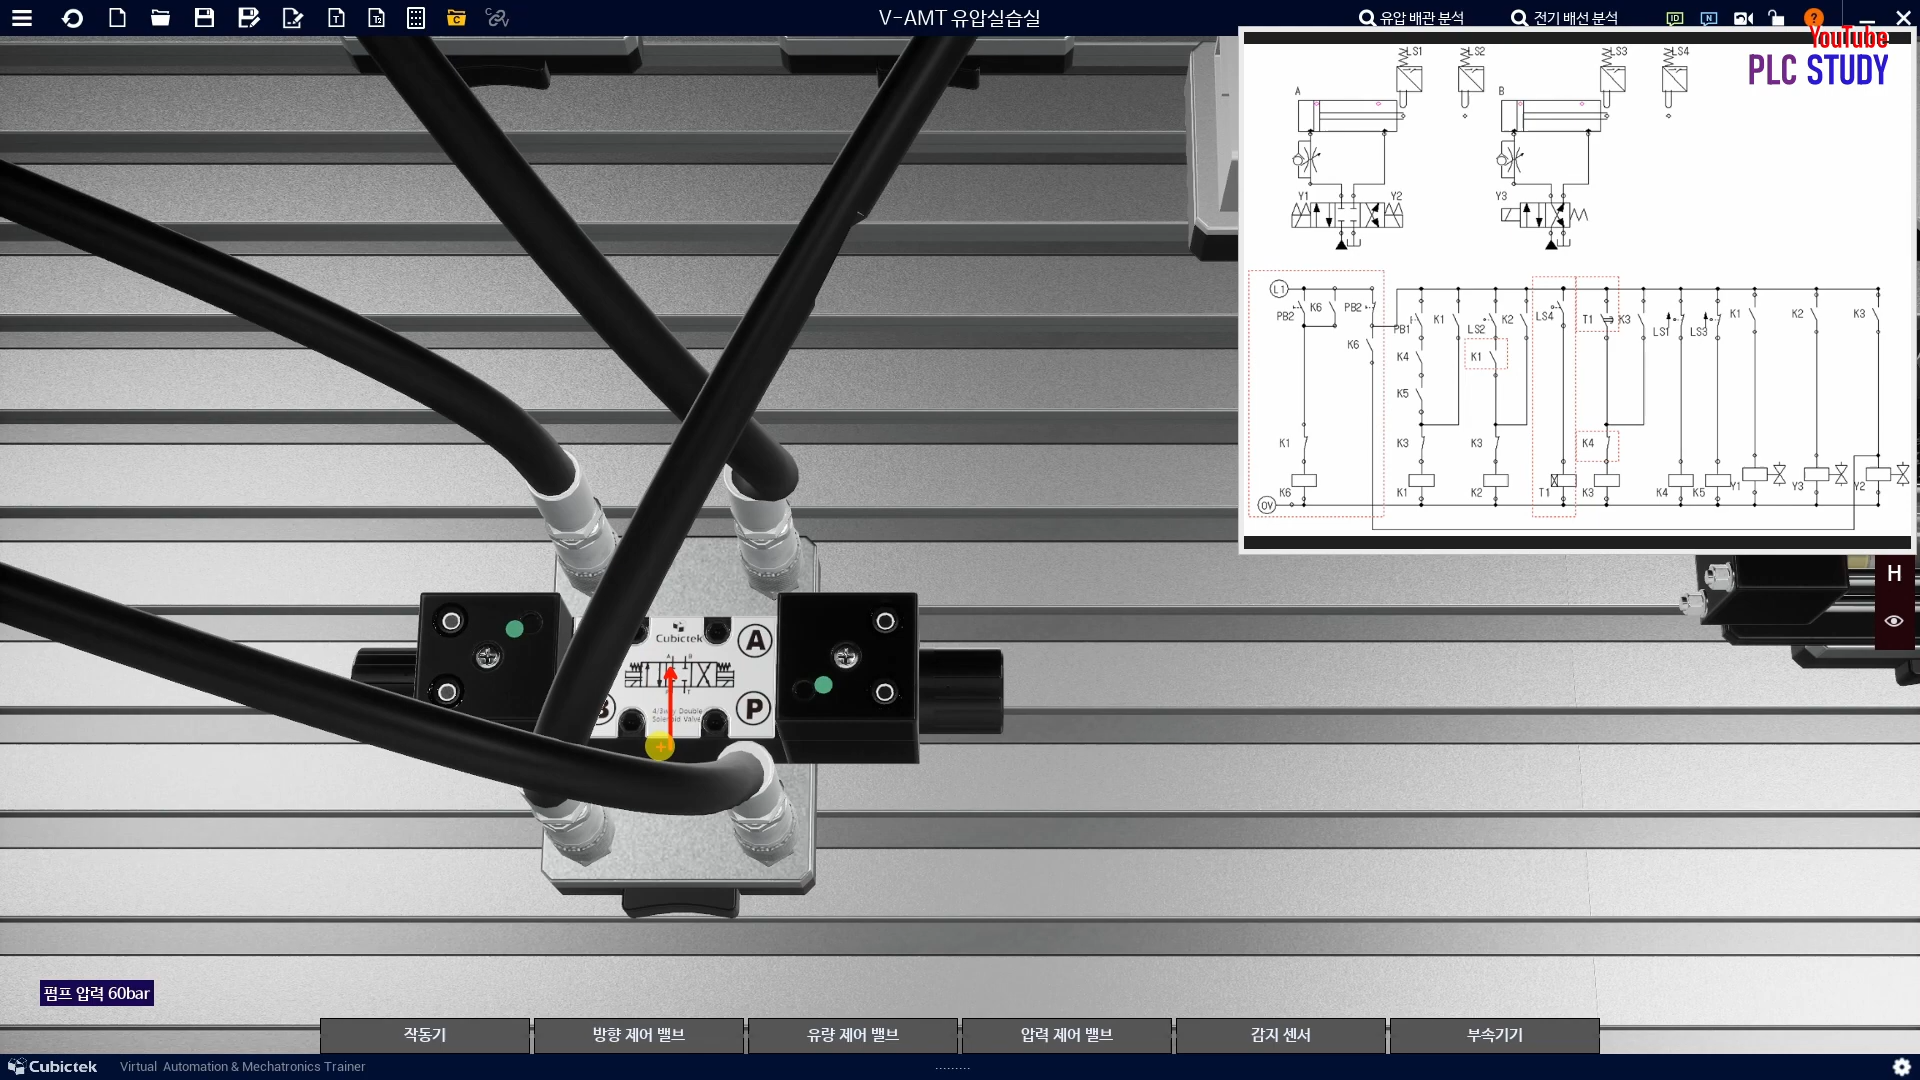 V-AMT 유압실습실
유압 배관 분석
전기 배선 분석
YouTube
PLC STUDY
LS1
LS2
LS3
LS4
A
B
Y1
Y2
Y3
L1
PB2
K6
PB2
K6
K1
K6
0V
PB1
K1
K4
K5
K3
K1
LS2
K2
K1
K3
K2
LS4
T1
T1
K3
K4
K3
LS1
LS3
K4
K5
K1
Y1
K2
Y3
K3
Y2
H
Cubictek
A
A B
P T
4/3way Double
Solenoid Valve
B
P
펌프 압력 60bar
작동기
방향 제어 밸브
유량 제어 밸브
압력 제어 밸브
감지 센서
부속기기
Cubictek
Virtual Automation & Mechatronics Trainer
.........